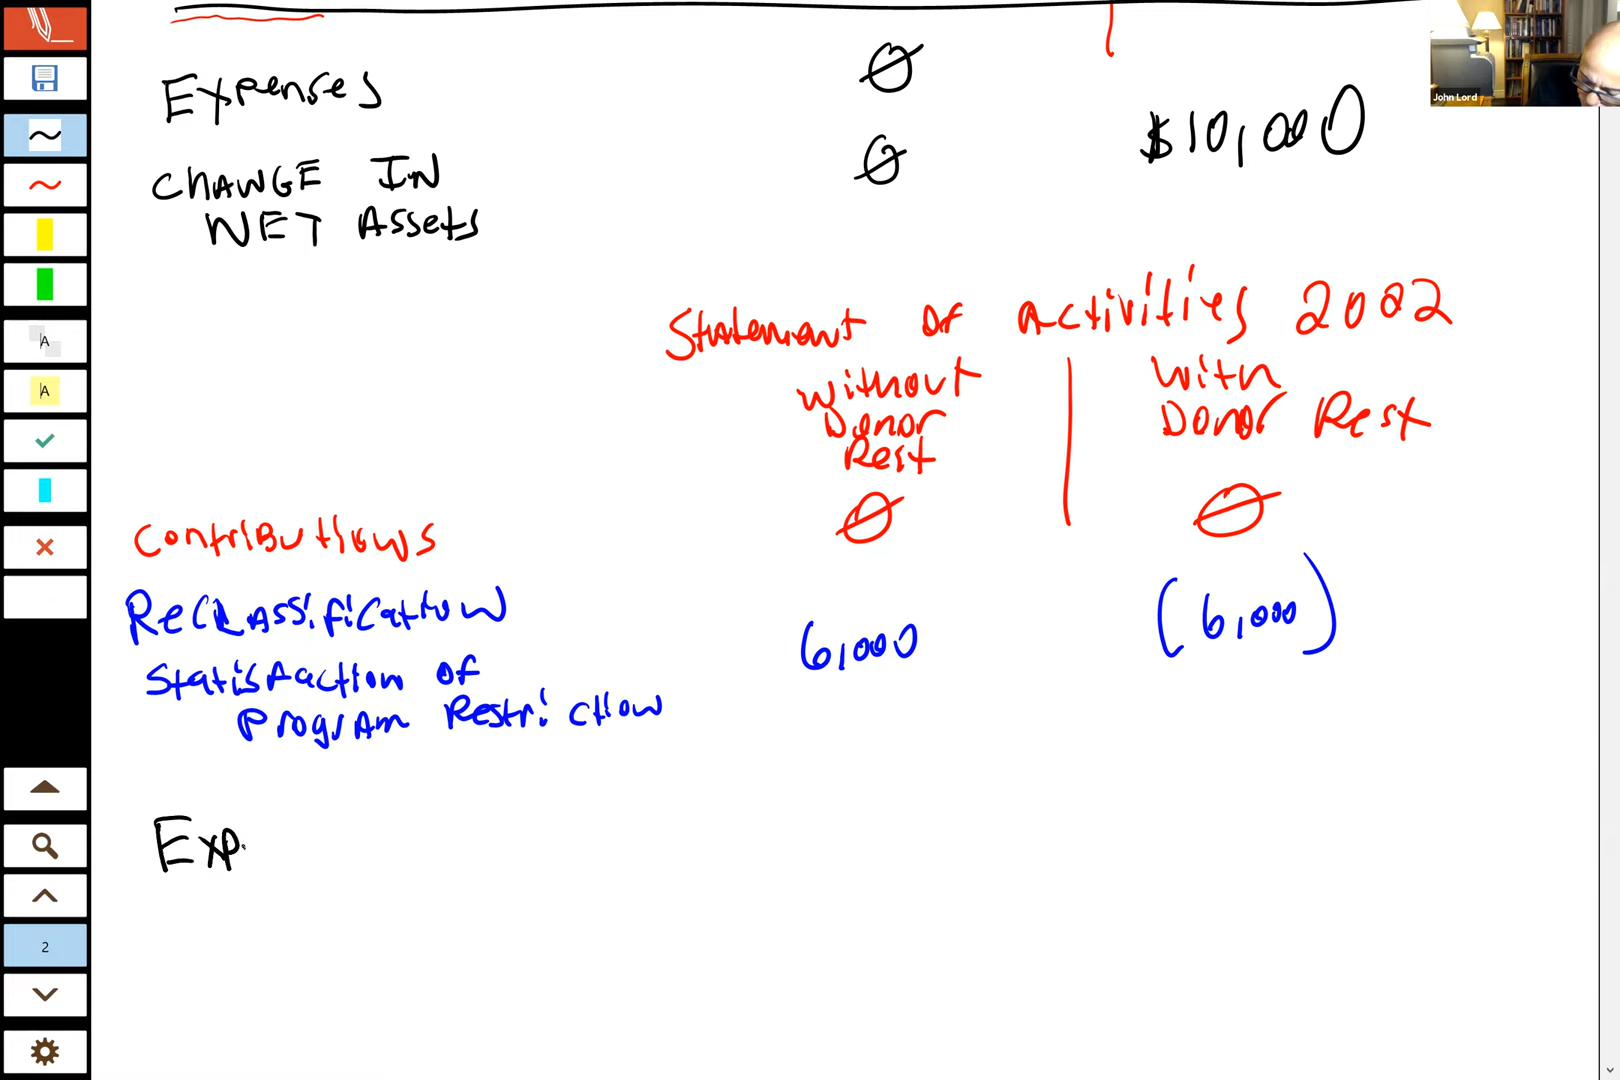 Expenses ∅
John Lord
$10,000
CHANGE IN ∅
NET Assets
Statement of Activities 2022
without With
Donor Donor Rest
Rest
Contributions ∅ ∅
Reclassification 6,000 (6,000)
Statisfaction of
Program Restriction
Exp
A
A
2